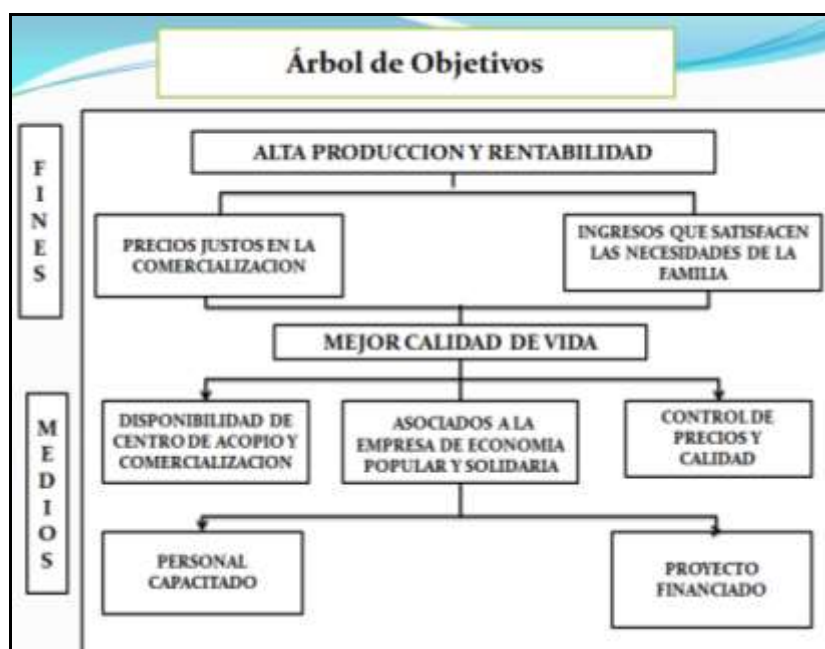 Árbol de Objetivos
FINES
ALTA PRODUCCION Y RENTABILIDAD
PRECIOS JUSTOS EN LA
COMERCIALIZACION
INGRESOS QUE SATISFACEN
LAS NECESIDADES DE LA
FAMILIA
MEJOR CALIDAD DE VIDA
MEDIOS
DISPONIBILIDAD DE
CENTRO DE ACOPIO Y
COMERCIALIZACION
ASOCIADOS A LA
EMPRESA DE ECONOMIA
POPULAR Y SOLIDARIA
CONTROL DE
PRECIOS Y
CALIDAD
PERSONAL
CAPACITADO
PROYECTO
FINANCIADO